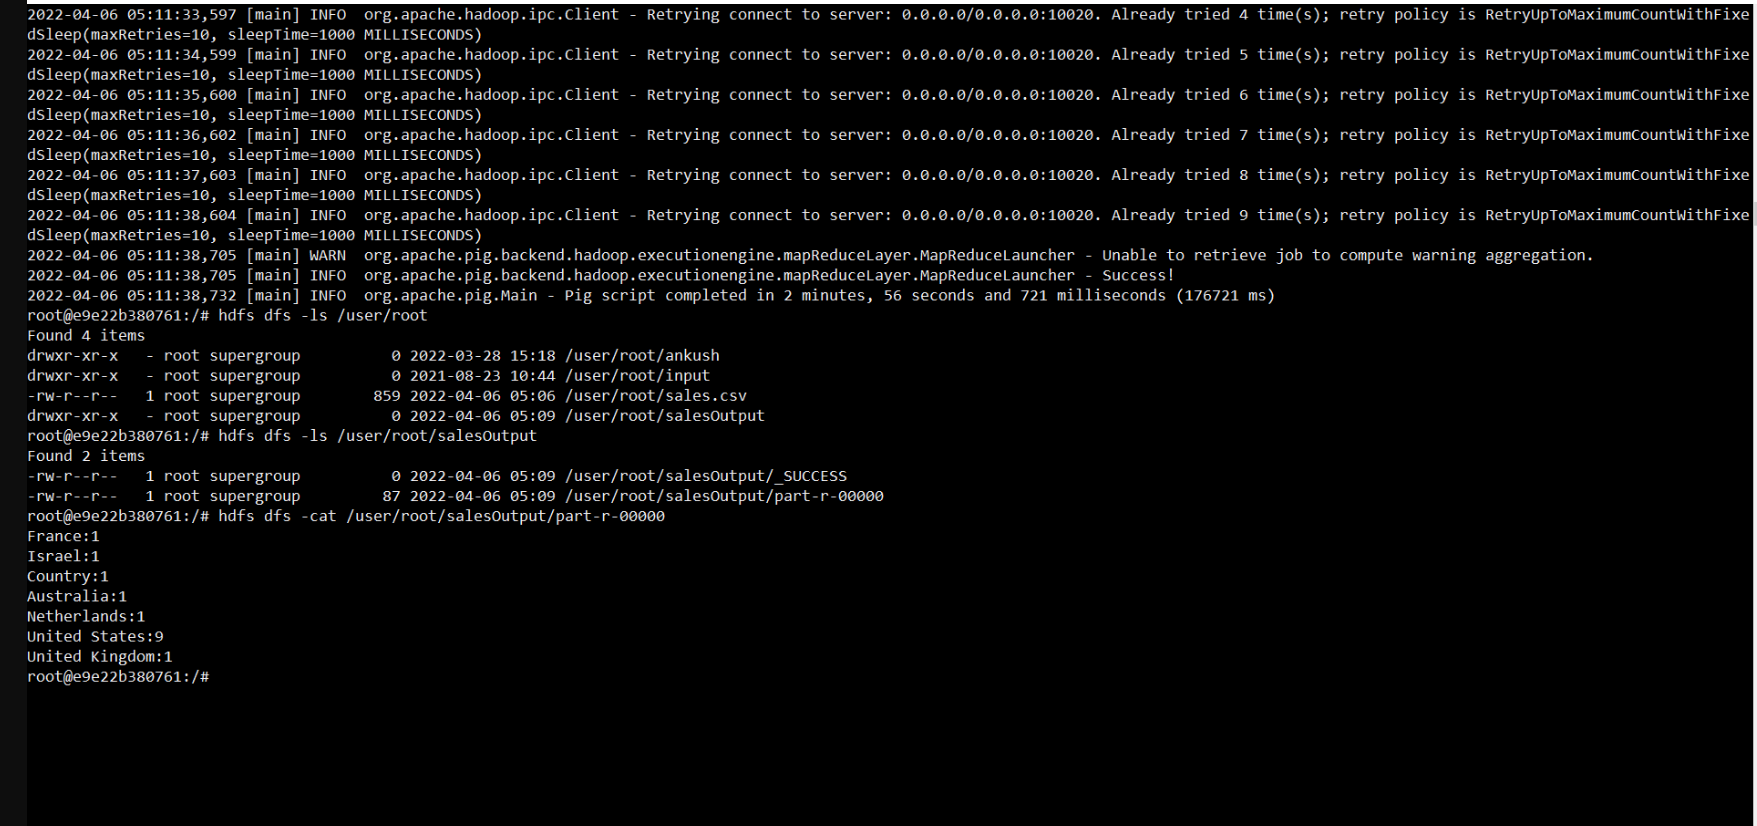 2022-04-06 05:11:33,597 [main] INFO  org.apache.hadoop.ipc.Client - Retrying connect to server: 0.0.0.0/0.0.0.0:10020. Already tried 4 time(s); retry policy is RetryUpToMaximumCountWithFixe
dSleep(maxRetries=10, sleepTime=1000 MILLISECONDS)
2022-04-06 05:11:34,599 [main] INFO  org.apache.hadoop.ipc.Client - Retrying connect to server: 0.0.0.0/0.0.0.0:10020. Already tried 5 time(s); retry policy is RetryUpToMaximumCountWithFixe
dSleep(maxRetries=10, sleepTime=1000 MILLISECONDS)
2022-04-06 05:11:35,600 [main] INFO  org.apache.hadoop.ipc.Client - Retrying connect to server: 0.0.0.0/0.0.0.0:10020. Already tried 6 time(s); retry policy is RetryUpToMaximumCountWithFixe
dSleep(maxRetries=10, sleepTime=1000 MILLISECONDS)
2022-04-06 05:11:36,602 [main] INFO  org.apache.hadoop.ipc.Client - Retrying connect to server: 0.0.0.0/0.0.0.0:10020. Already tried 7 time(s); retry policy is RetryUpToMaximumCountWithFixe
dSleep(maxRetries=10, sleepTime=1000 MILLISECONDS)
2022-04-06 05:11:37,603 [main] INFO  org.apache.hadoop.ipc.Client - Retrying connect to server: 0.0.0.0/0.0.0.0:10020. Already tried 8 time(s); retry policy is RetryUpToMaximumCountWithFixe
dSleep(maxRetries=10, sleepTime=1000 MILLISECONDS)
2022-04-06 05:11:38,604 [main] INFO  org.apache.hadoop.ipc.Client - Retrying connect to server: 0.0.0.0/0.0.0.0:10020. Already tried 9 time(s); retry policy is RetryUpToMaximumCountWithFixe
dSleep(maxRetries=10, sleepTime=1000 MILLISECONDS)
2022-04-06 05:11:38,705 [main] WARN  org.apache.pig.backend.hadoop.executionengine.mapReduceLayer.MapReduceLauncher - Unable to retrieve job to compute warning aggregation.
2022-04-06 05:11:38,705 [main] INFO  org.apache.pig.backend.hadoop.executionengine.mapReduceLayer.MapReduceLauncher - Success!
2022-04-06 05:11:38,732 [main] INFO  org.apache.pig.Main - Pig script completed in 2 minutes, 56 seconds and 721 milliseconds (176721 ms)
root@e9e22b380761:/# hdfs dfs -ls /user/root
Found 4 items
drwxr-xr-x   - root supergroup          0 2022-03-28 15:18 /user/root/ankush
drwxr-xr-x   - root supergroup          0 2021-08-23 10:44 /user/root/input
-rw-r--r--   1 root supergroup        859 2022-04-06 05:06 /user/root/sales.csv
drwxr-xr-x   - root supergroup          0 2022-04-06 05:09 /user/root/salesOutput
root@e9e22b380761:/# hdfs dfs -ls /user/root/salesOutput
Found 2 items
-rw-r--r--   1 root supergroup          0 2022-04-06 05:09 /user/root/salesOutput/_SUCCESS
-rw-r--r--   1 root supergroup         87 2022-04-06 05:09 /user/root/salesOutput/part-r-00000
root@e9e22b380761:/# hdfs dfs -cat /user/root/salesOutput/part-r-00000
France:1
Israel:1
Country:1
Australia:1
Netherlands:1
United States:9
United Kingdom:1
root@e9e22b380761:/#